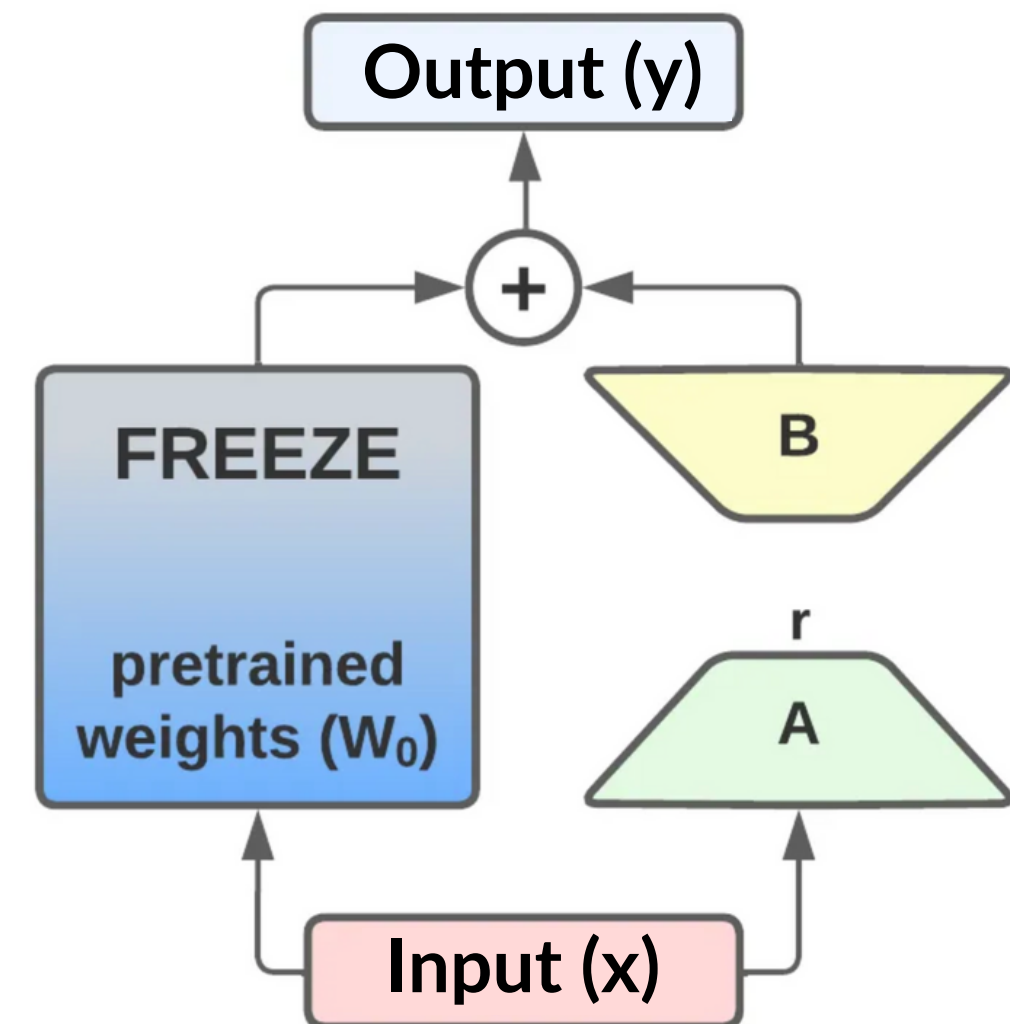 Output (y)
+
FREEZE
B
r
pretrained
weights (W₀)
A
Input (x)